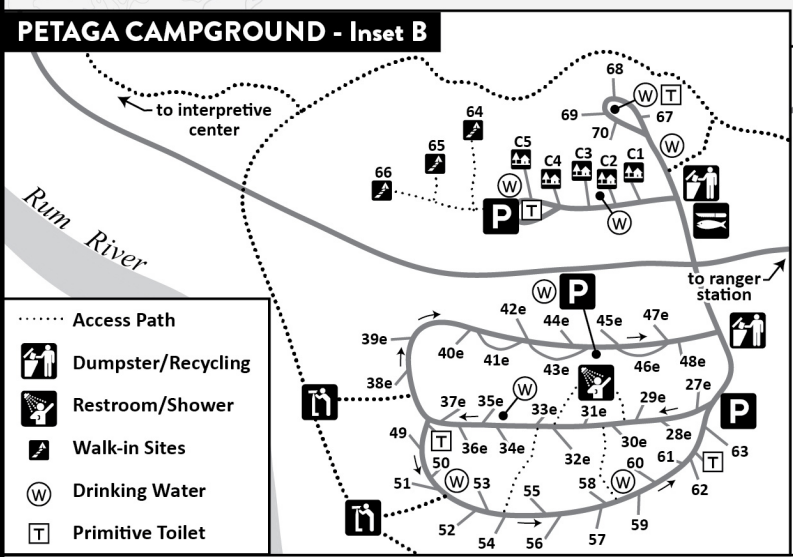 PETAGA CAMPGROUND - Inset B
to interpretive
center
68
W
T
69
67
70
W
64
65
66
C5
C4
C3
C2
C1
W
P
T
W
Rum River
to ranger
station
Access Path
Dumpster/Recycling
Restroom/Shower
Walk-in Sites
W
Drinking Water
T
Primitive Toilet
W
P
42e
44e
45e
47e
39e
40e
41e
43e
46e
48e
38e
27e
W
37e
35e
33e
31e
29e
P
49
T
36e
34e
32e
30e
28e
63
50
60
61
T
51
W
53
55
58
W
62
52
54
56
57
59